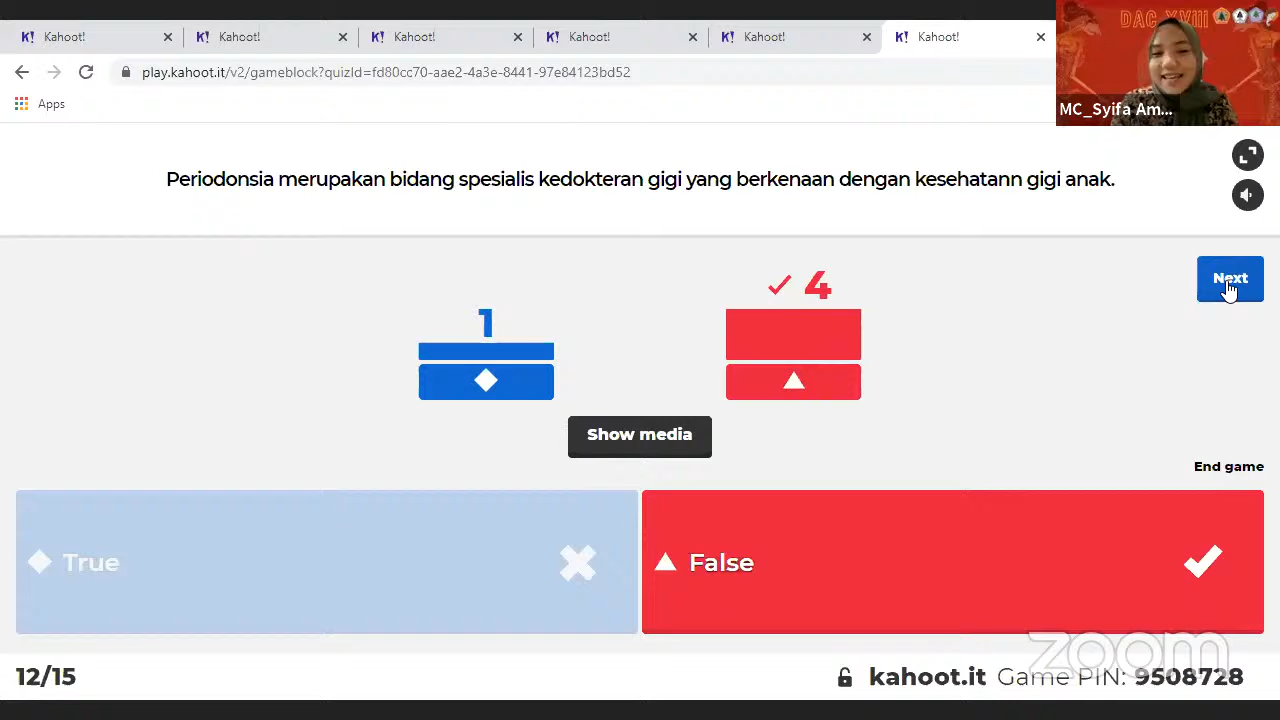 DAC XVIII
Kahoot!
Kahoot!
Kahoot!
Kahoot!
Kahoot!
Kahoot!
play.kahoot.it/v2/gameblock?quizId=fd80cc70-aae2-4a3e-8441-97e84123bd52
Apps
MC_Syifa Am...
Periodonsia merupakan bidang spesialis kedokteran gigi yang berkenaan dengan kesehatann gigi anak.
Next
1
4
Show media
End game
True
False
zoom
12/15
kahoot.it Game PIN: 9508728